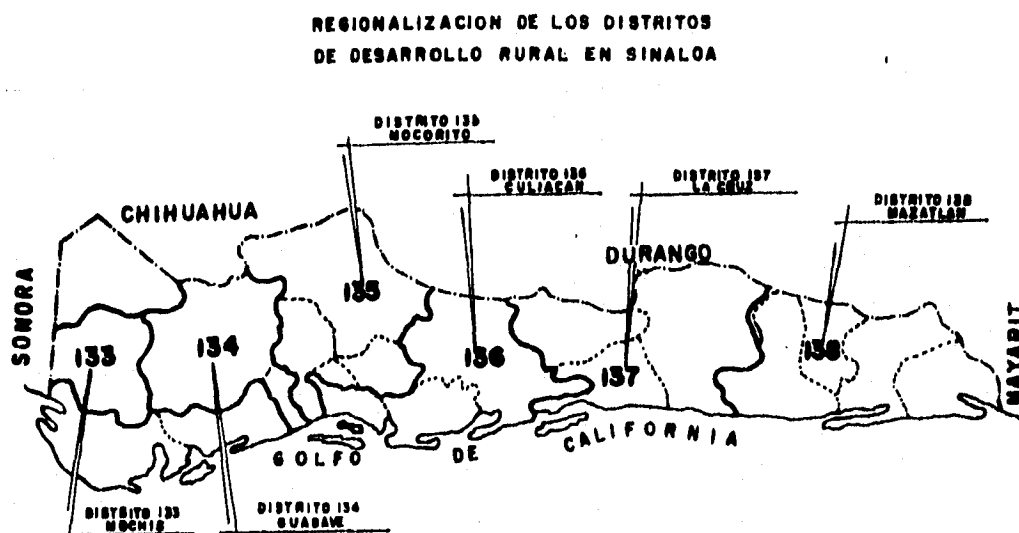 REGIONALIZACION DE LOS DISTRITOS
DE DESARROLLO RURAL EN SINALOA
DISTRITO 135
MOCORITO
DISTRITO 136
CULIACAN
DISTRITO 137
LA CRUZ
DISTRITO 138
MAZATLAN
CHIHUAHUA
DURANGO
SONORA
NAYARIT
133
134
135
136
137
138
GOLFO DE CALIFORNIA
DISTRITO 133
MOCHIS
DISTRITO 134
GUASAVE